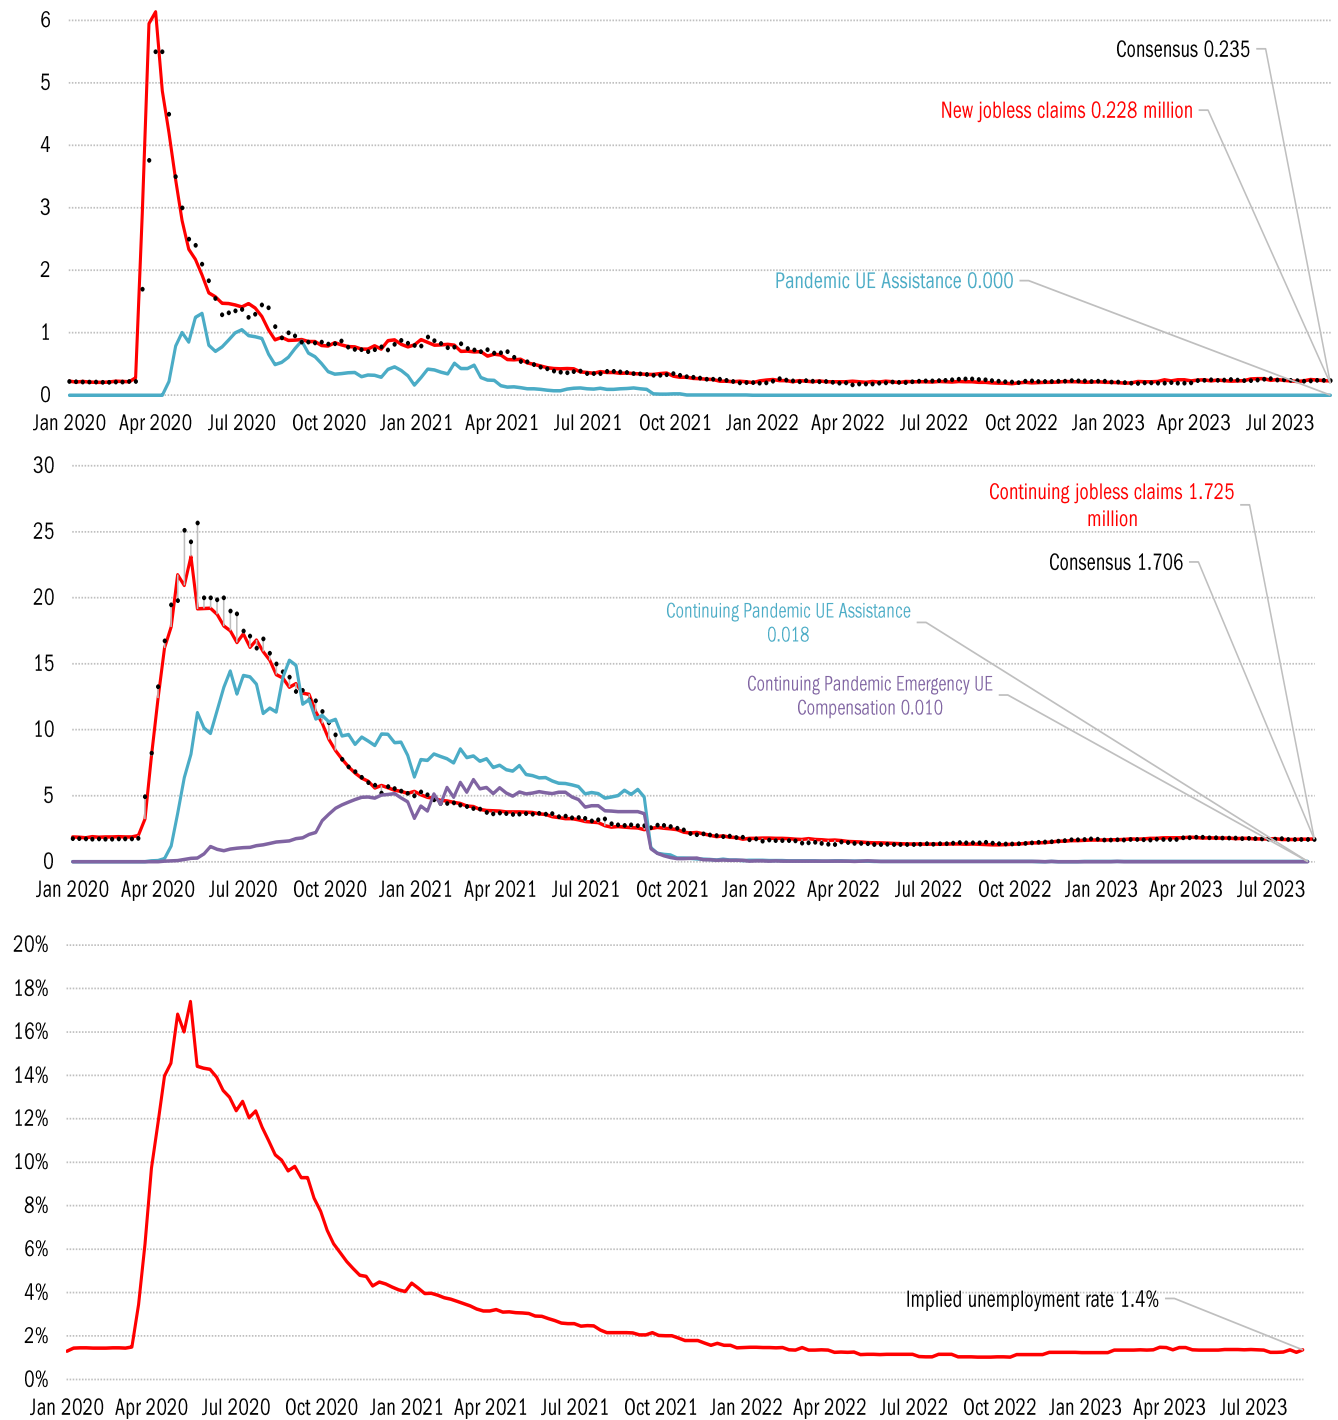 6
Consensus 0.235
5
New jobless claims 0.228 million
4
3
2
Pandemic UE Assistance 0.000
1
0
Jan 2020 Apr 2020 Jul 2020 Oct 2020 Jan 2021 Apr 2021 Jul 2021 Oct 2021 Jan 2022 Apr 2022 Jul 2022 Oct 2022 Jan 2023 Apr 2023 Jul 2023
30
Continuing jobless claims 1.725
million
25
Consensus 1.706
20
Continuing Pandemic UE Assistance
0.018
15
Continuing Pandemic Emergency UE
Compensation 0.010
10
5
0
Jan 2020 Apr 2020 Jul 2020 Oct 2020 Jan 2021 Apr 2021 Jul 2021 Oct 2021 Jan 2022 Apr 2022 Jul 2022 Oct 2022 Jan 2023 Apr 2023 Jul 2023
20%
18%
16%
14%
12%
10%
8%
6%
4%
Implied unemployment rate 1.4%
2%
0%
Jan 2020 Apr 2020 Jul 2020 Oct 2020 Jan 2021 Apr 2021 Jul 2021 Oct 2021 Jan 2022 Apr 2022 Jul 2022 Oct 2022 Jan 2023 Apr 2023 Jul 2023